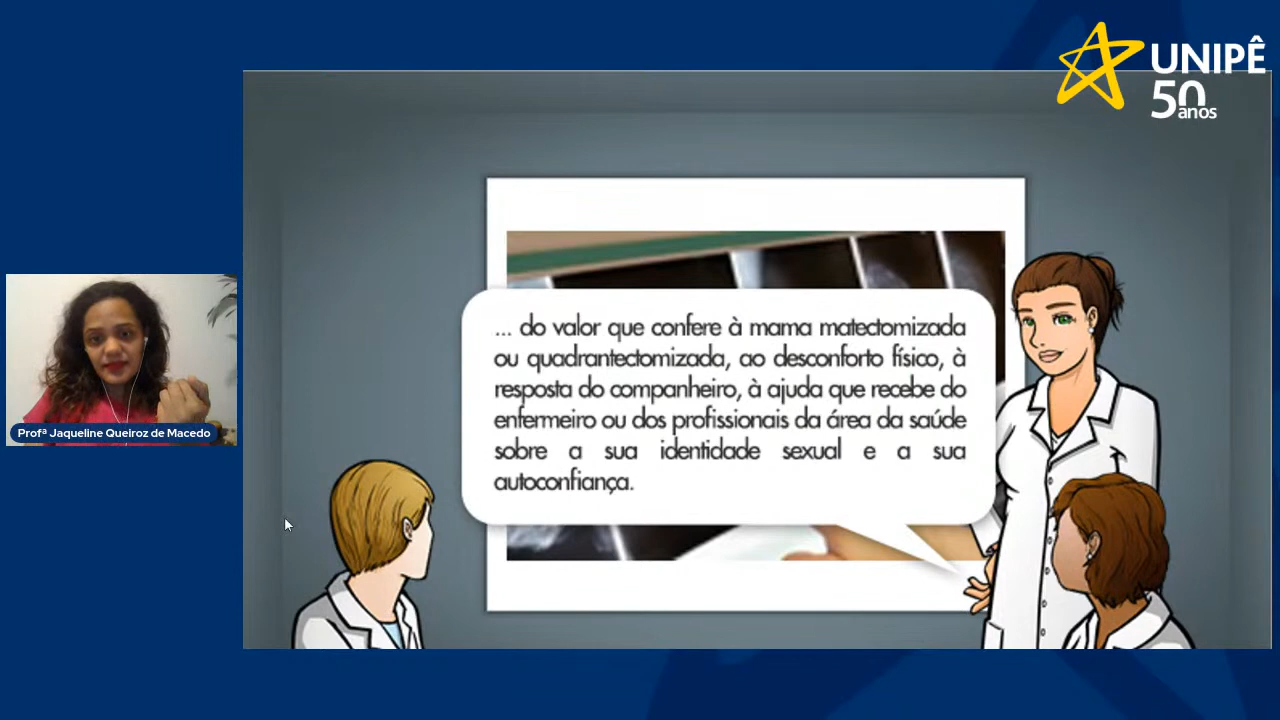 UNIPÊ
50
anos
... do valor que confere à mama matectomizada
ou quadrantectomizada, ao desconforto físico, à
resposta do companheiro, à ajuda que recebe do
enfermeiro ou dos profissionais da área da saúde
sobre a sua identidade sexual e a sua
autoconfiança.
Profª Jaqueline Queiroz de Macedo